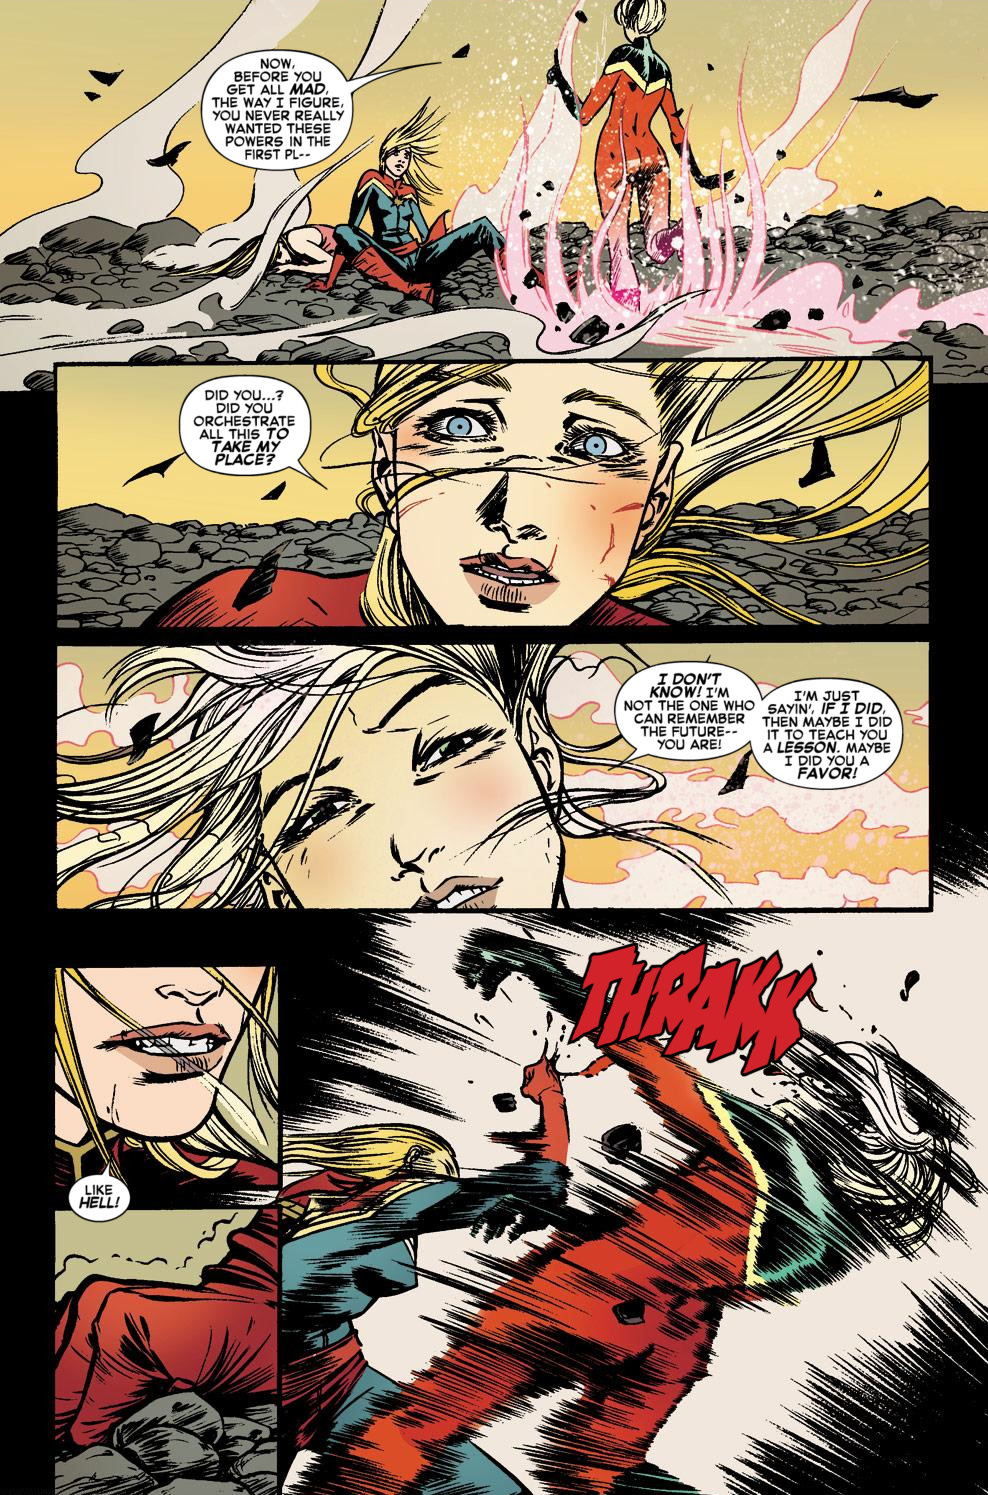 NOW,
BEFORE YOU
GET ALL MAD,
THE WAY I FIGURE,
YOU NEVER REALLY
WANTED THESE
POWERS IN THE
FIRST PL--
DID YOU...?
DID YOU
ORCHESTRATE
ALL THIS TO
TAKE MY
PLACE?
I DON'T
KNOW! I'M
NOT THE ONE WHO
CAN REMEMBER
THE FUTURE--
YOU ARE!
I'M JUST
SAYIN', IF I DID,
THEN MAYBE I DID
IT TO TEACH YOU
A LESSON. MAYBE
I DID YOU A
FAVOR!
THRAKK
LIKE
HELL!